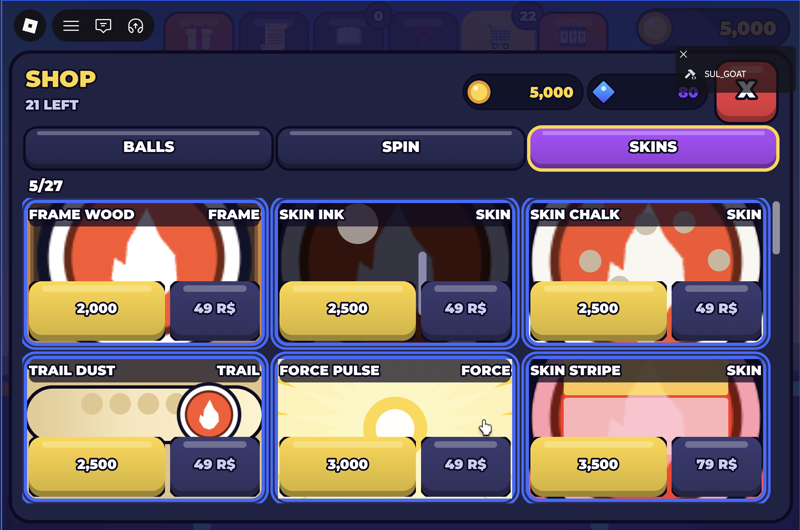 0
22
5,000
SHOP
21 LEFT
5,000
80
SUL_GOAT
X
BALLS
SPIN
SKINS
5/27
FRAME WOOD FRAME
SKIN INK SKIN
SKIN CHALK SKIN
2,000 49 R$
2,500 49 R$
2,500 49 R$
TRAIL DUST TRAIL
FORCE PULSE FORCE
SKIN STRIPE SKIN
2,500 49 R$
3,000 49 R$
3,500 79 R$